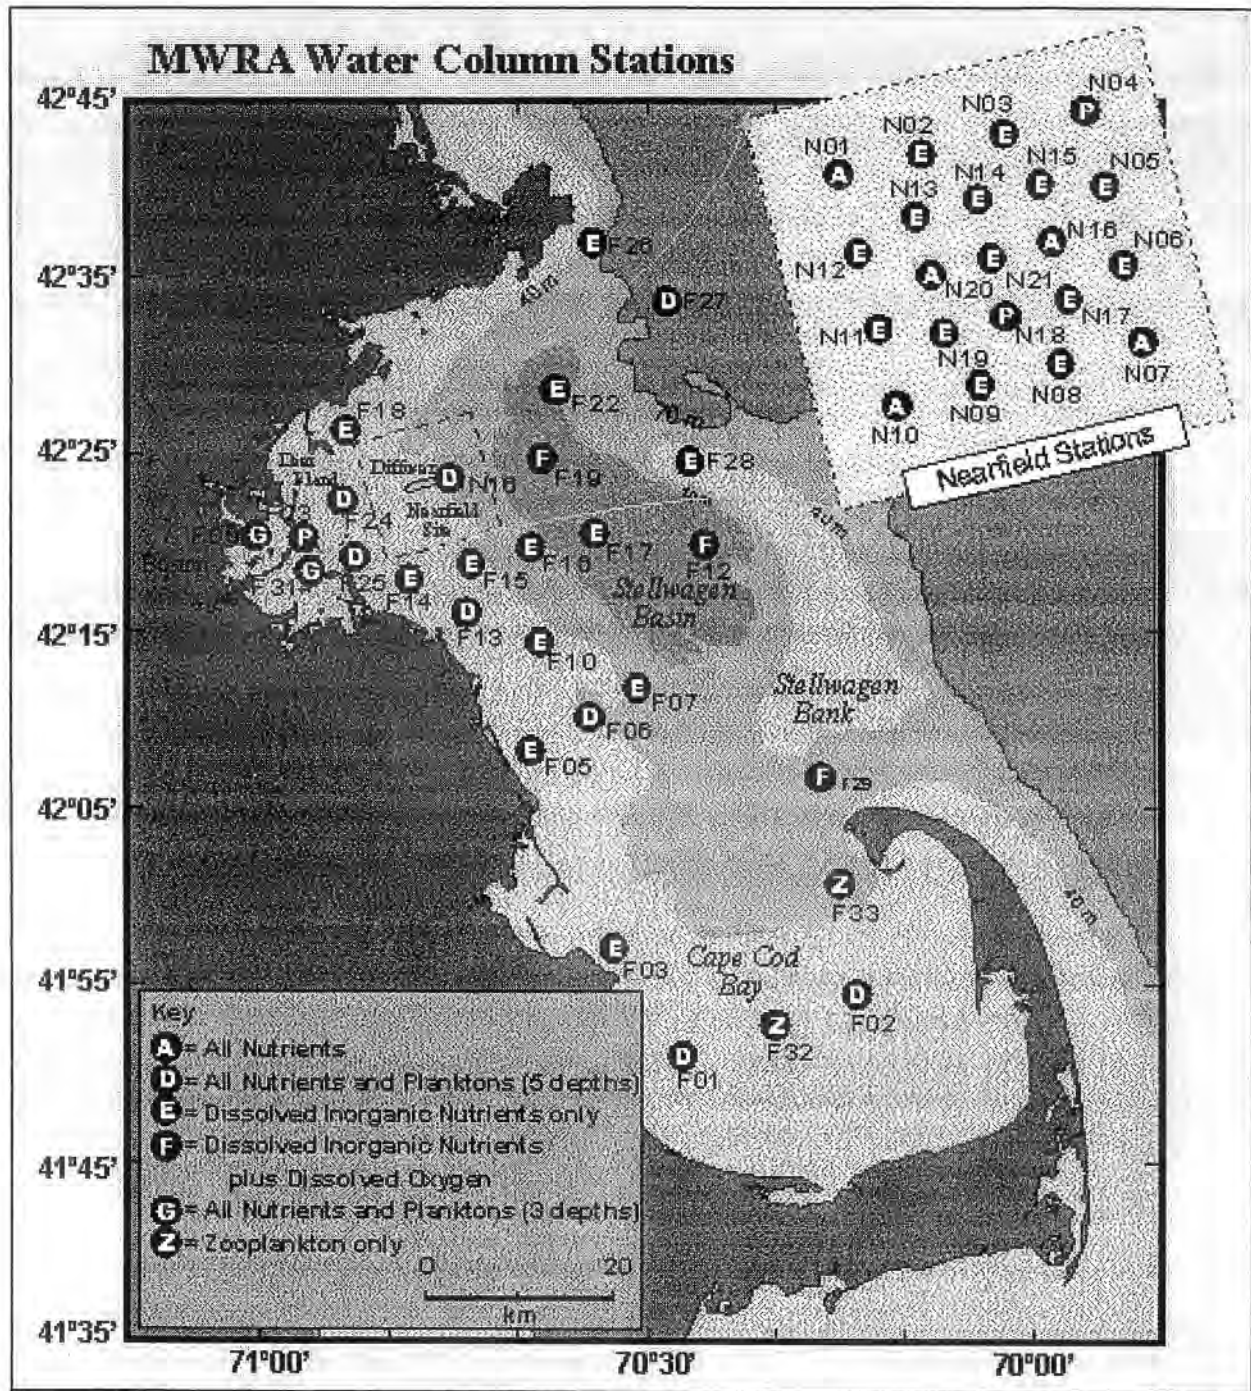 MWRA Water Column Stations
42°45'
42°35'
42°25'
42°15'
42°05'
41°55'
41°45'
41°35'
71°00'
70°30'
70°00'
N01
N02
N03
N04
N05
N06
N07
N08
N09
N10
N11
N12
N13
N14
N15
N16
N17
N18
N19
N20
N21
A
E
E
P
E
E
A
E
E
A
E
E
E
E
E
A
E
P
E
A
E
Nearfield Stations
E F26
40 m
D F27
E F22
70 m
E F18
F F19
E F28
40 m
D N16
Nearfield
Site
D F24
G
P
G F31
D
E F14
E F15
E F16
E F17
F F12
Stellwagen
Basin
D F13
E F10
E F07
D F06
E F05
Stellwagen
Bank
F F29
Z F33
40 m
E F03
Cape Cod
Bay
D F02
Z F32
D F01
Key
A = All Nutrients
D = All Nutrients and Planktons (5 depths)
E = Dissolved Inorganic Nutrients only
F = Dissolved Inorganic Nutrients
plus Dissolved Oxygen
G = All Nutrients and Planktons (3 depths)
Z = Zooplankton only
0 20
km